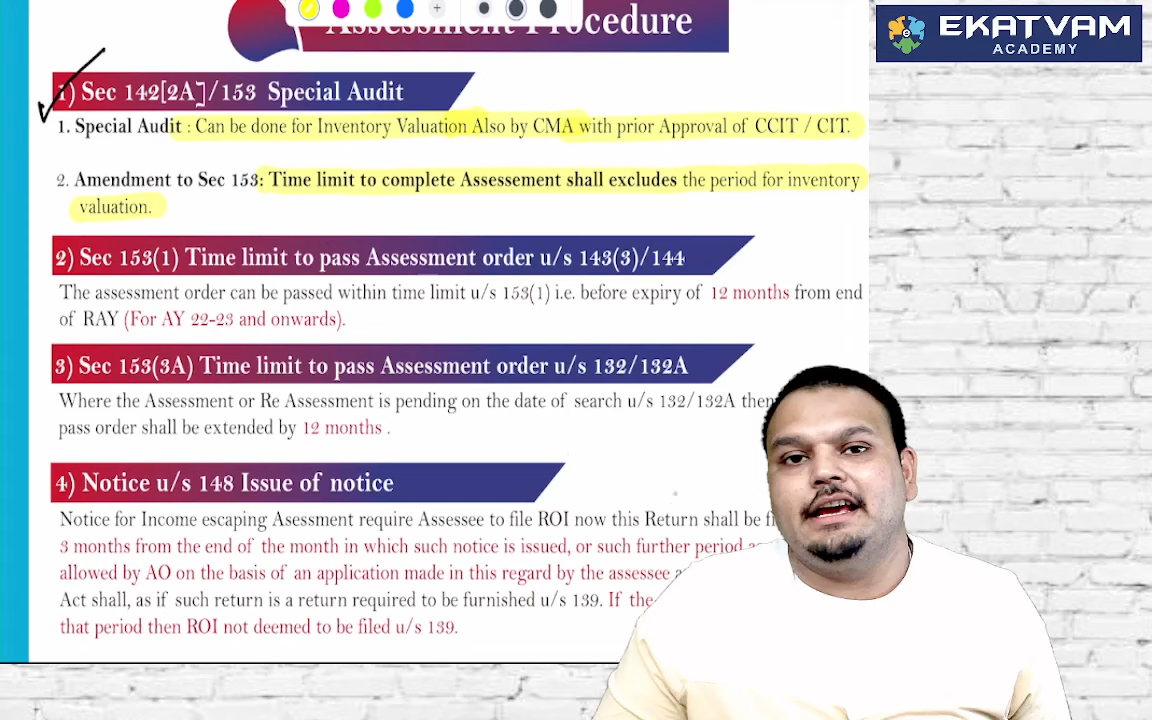 Assessment Procedure
EKATVAM
ACADEMY
1) Sec 142[2A]/153 Special Audit
1. Special Audit : Can be done for Inventory Valuation Also by CMA with prior Approval of CCIT / CIT.
2. Amendment to Sec 153: Time limit to complete Assessement shall excludes the period for inventory
valuation.
2) Sec 153(1) Time limit to pass Assessment order u/s 143(3)/144
The assessment order can be passed within time limit u/s 153(1) i.e. before expiry of 12 months from end
of RAY (For AY 22-23 and onwards).
3) Sec 153(3A) Time limit to pass Assessment order u/s 132/132A
Where the Assessment or Re Assessment is pending on the date of search u/s 132/132A then
pass order shall be extended by 12 months .
4) Notice u/s 148 Issue of notice
Notice for Income escaping Asessment require Assessee to file ROI now this Return shall be
3 months from the end of the month in which such notice is issued, or such further period
allowed by AO on the basis of an application made in this regard by the assessee
Act shall, as if such return is a return required to be furnished u/s 139. If the
that period then ROI not deemed to be filed u/s 139.